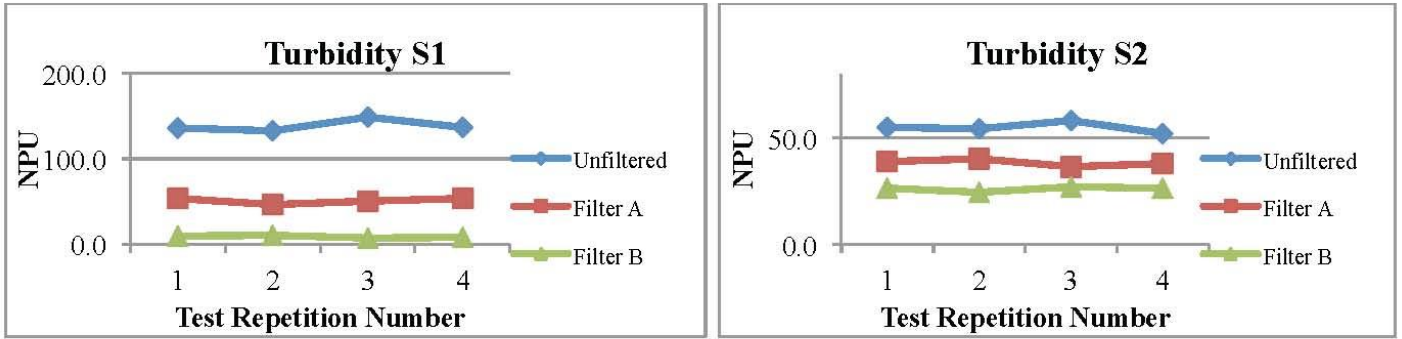 Turbidity S1
200.0
100.0
0.0
NPU
1 2 3 4
Test Repetition Number
Unfiltered
Filter A
Filter B
Turbidity S2
50.0
0.0
NPU
1 2 3 4
Test Repetition Number
Unfiltered
Filter A
Filter B